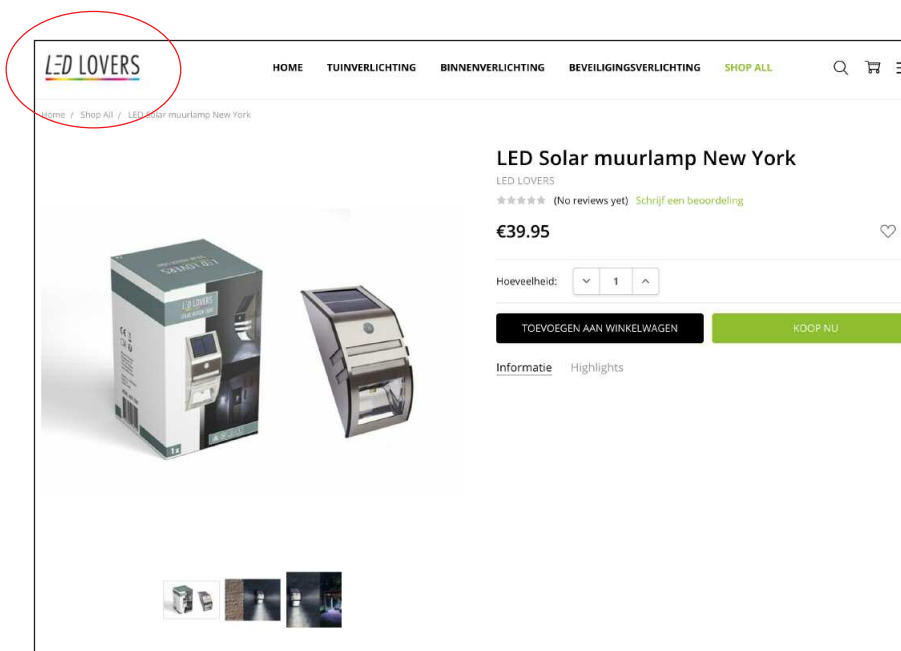 LED LOVERS
HOME TUINVERLICHTING BINNENVERLICHTING BEVEILIGINGSVERLICHTING SHOP ALL
Home / Shop All / LED Solar muurlamp New York
LED Solar muurlamp New York
LED LOVERS
(No reviews yet) Schrijf een beoordeling
€39.95
Hoeveelheid: 1
TOEVOEGEN AAN WINKELWAGEN KOOP NU
Informatie Highlights
LED LOVERS
LED LOVERS
1x